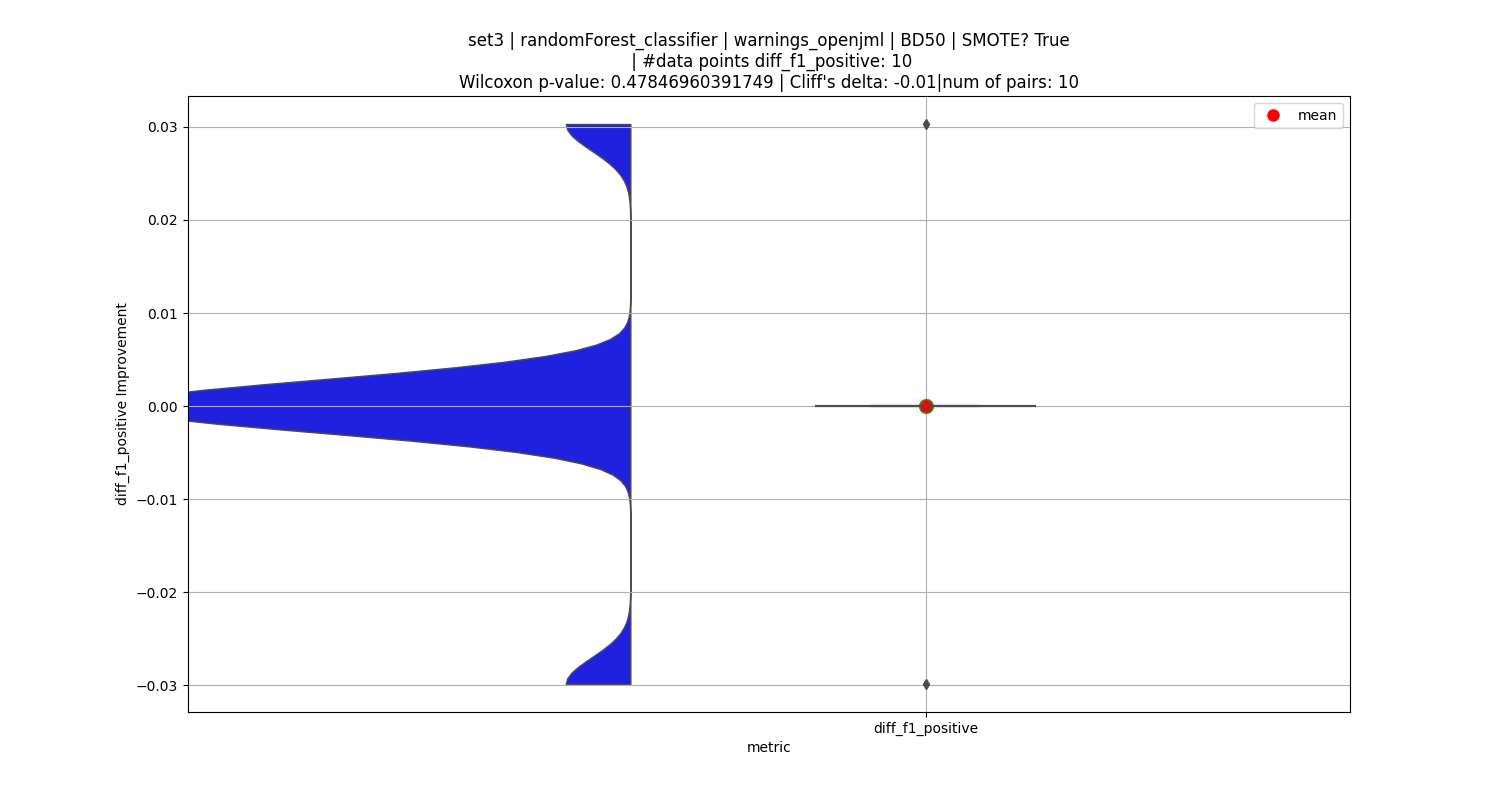 set3 | randomForest_classifier | warnings_openjml | BD50 | SMOTE? True
| #data points diff_f1_positive: 10
Wilcoxon p-value: 0.47846960391749 | Cliff's delta: -0.01|num of pairs: 10
mean
0.03
0.02
0.01
0.00
−0.01
−0.02
−0.03
diff_f1_positive Improvement
diff_f1_positive
metric